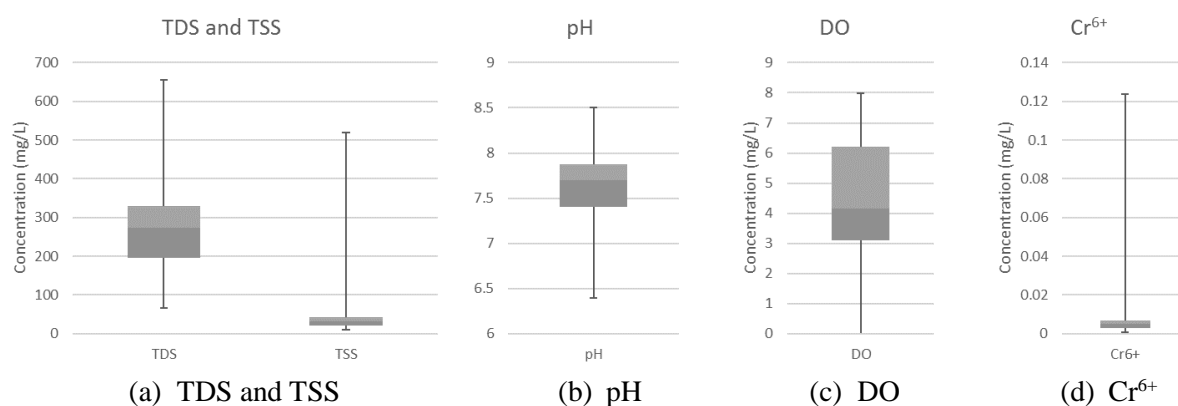 TDS and TSS
700
600
500
400
300
200
100
0
Concentration (mg/L)
TDS
TSS
(a) TDS and TSS
pH
9
8.5
8
7.5
7
6.5
6
pH
(b) pH
DO
9
8
7
6
5
4
3
2
1
0
Concentration (mg/L)
DO
(c) DO
Cr⁶⁺
0.14
0.12
0.1
0.08
0.06
0.04
0.02
0
Concentration (mg/L)
Cr6+
(d) Cr⁶⁺